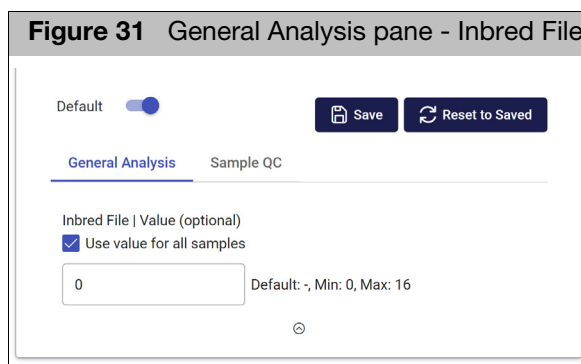 Figure 31 General Analysis pane - Inbred File
Default
Save
Reset to Saved
General Analysis
Sample QC
Inbred File | Value (optional)
Use value for all samples
0
Default: -, Min: 0, Max: 16